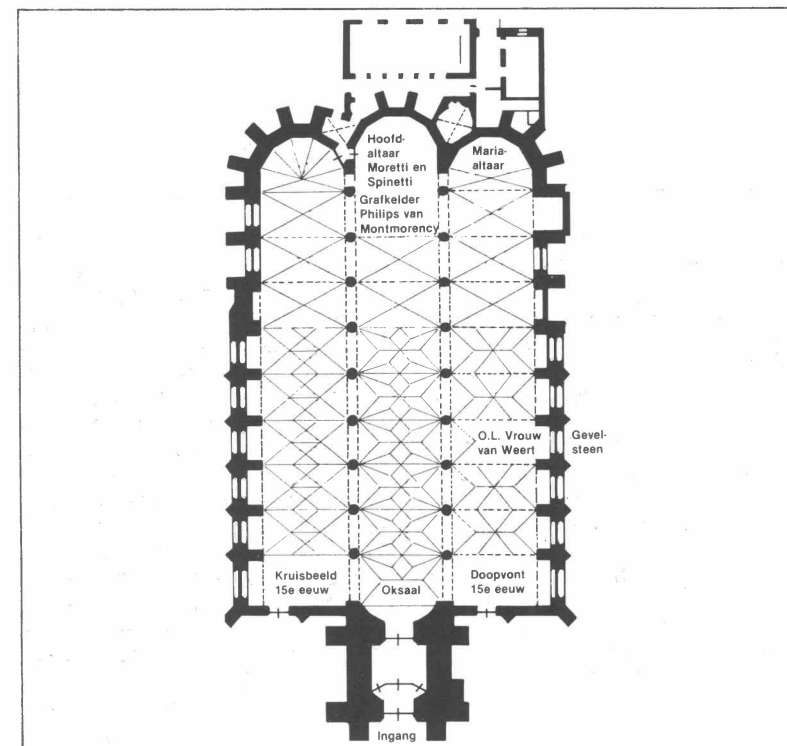 Hoofd-
altaar
Moretti en
Spinetti
Maria-
altaar
Grafkelder
Philips van
Montmorency
O.L. Vrouw
van Weert
Gevel-
steen
Kruisbeeld
15e eeuw
Oksaal
Doopvont
15e eeuw
Ingang